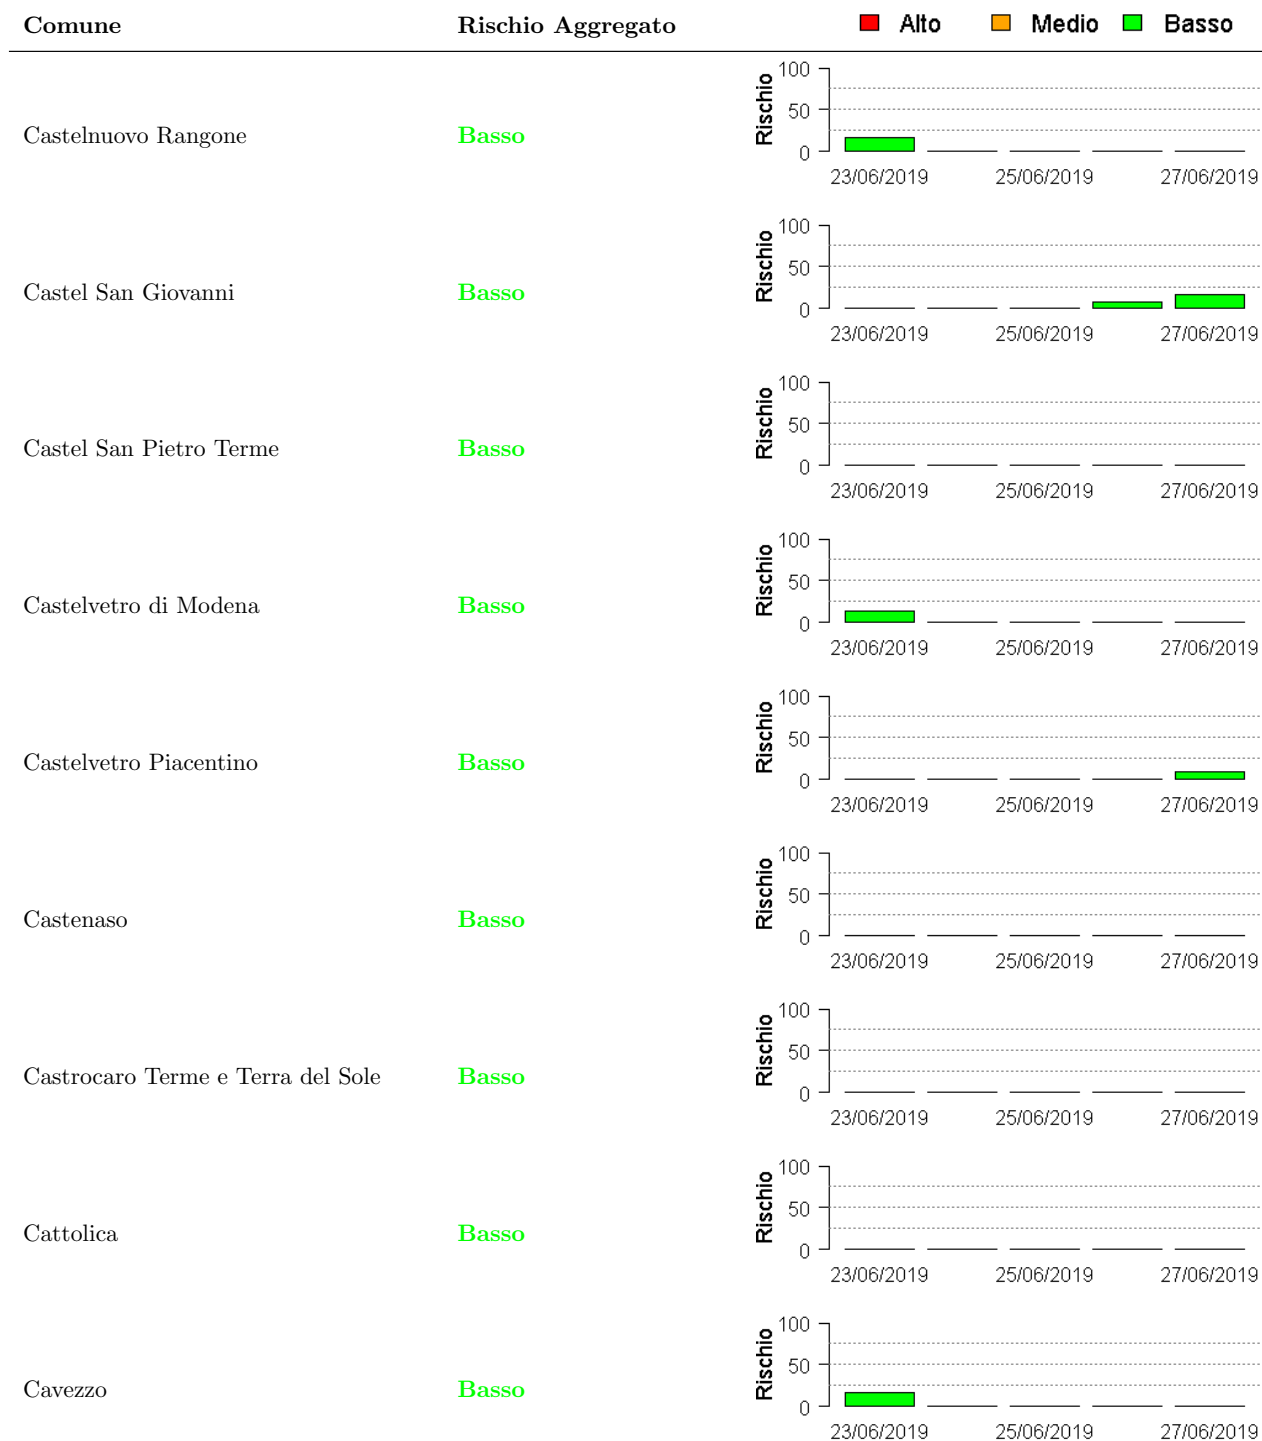 Comune Rischio Aggregato Alto Medio Basso
100
50
0
Rischio
Castelnuovo Rangone Basso
23/06/2019 25/06/2019 27/06/2019
100
50
0
Rischio
Castel San Giovanni Basso
23/06/2019 25/06/2019 27/06/2019
100
50
0
Rischio
Castel San Pietro Terme Basso
23/06/2019 25/06/2019 27/06/2019
100
50
0
Rischio
Castelvetro di Modena Basso
23/06/2019 25/06/2019 27/06/2019
100
50
0
Rischio
Castelvetro Piacentino Basso
23/06/2019 25/06/2019 27/06/2019
100
50
0
Rischio
Castenaso Basso
23/06/2019 25/06/2019 27/06/2019
100
50
0
Rischio
Castrocaro Terme e Terra del Sole Basso
23/06/2019 25/06/2019 27/06/2019
100
50
0
Rischio
Cattolica Basso
23/06/2019 25/06/2019 27/06/2019
100
50
0
Rischio
Cavezzo Basso
23/06/2019 25/06/2019 27/06/2019